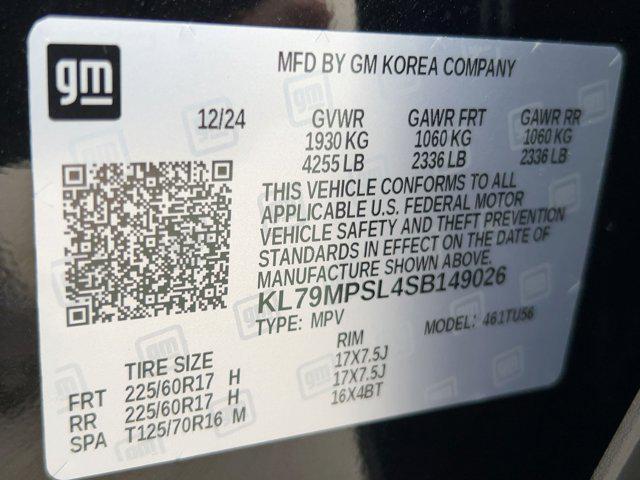 gm
MFD BY GM KOREA COMPANY
12/24 GVWR GAWR FRT GAWR RR
1930 KG 1060 KG 1060 KG
4255 LB 2336 LB 2336 LB
THIS VEHICLE CONFORMS TO ALL
APPLICABLE U.S. FEDERAL MOTOR
VEHICLE SAFETY AND THEFT PREVENTION
STANDARDS IN EFFECT ON THE DATE OF
MANUFACTURE SHOWN ABOVE.
KL79MPSL4SB149026
TYPE: MPV MODEL: 461TU56
TIRE SIZE RIM
FRT 225/60R17 H 17X7.5J
RR 225/60R17 H 17X7.5J
SPA T125/70R16 M 16X4BT